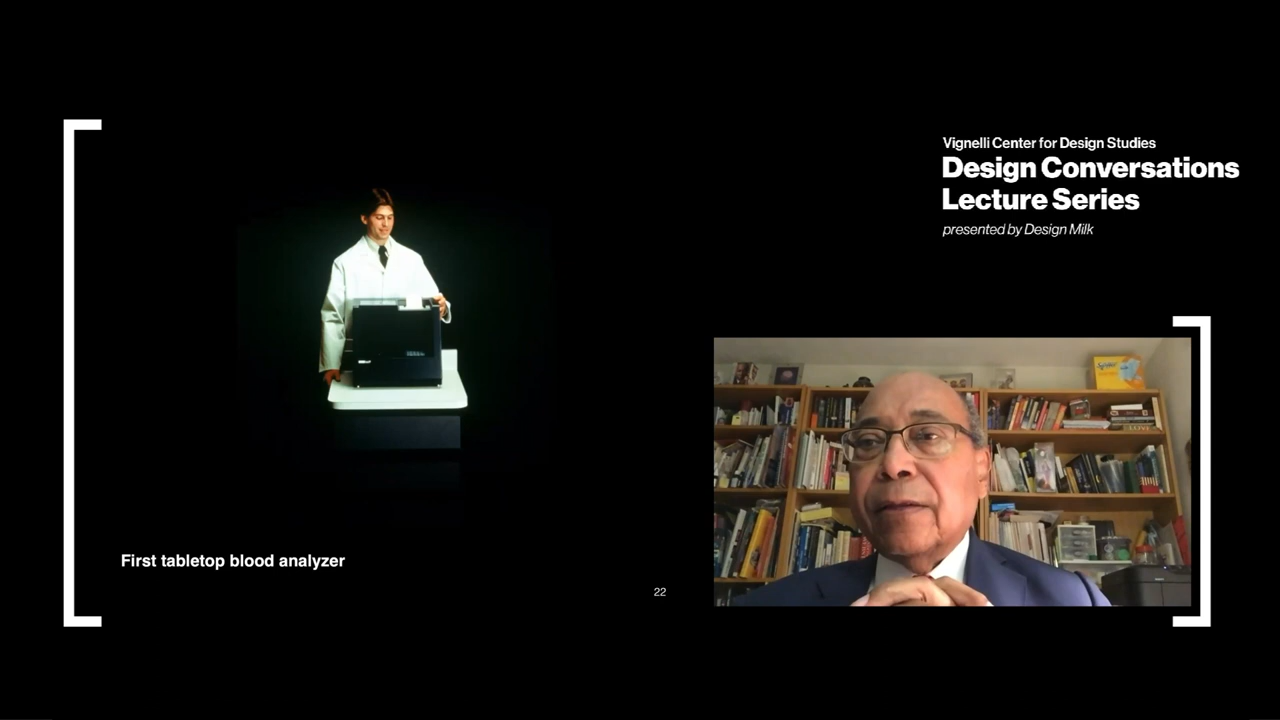 Vignelli Center for Design Studies
Design Conversations
Lecture Series
presented by Design Milk
First tabletop blood analyzer
22